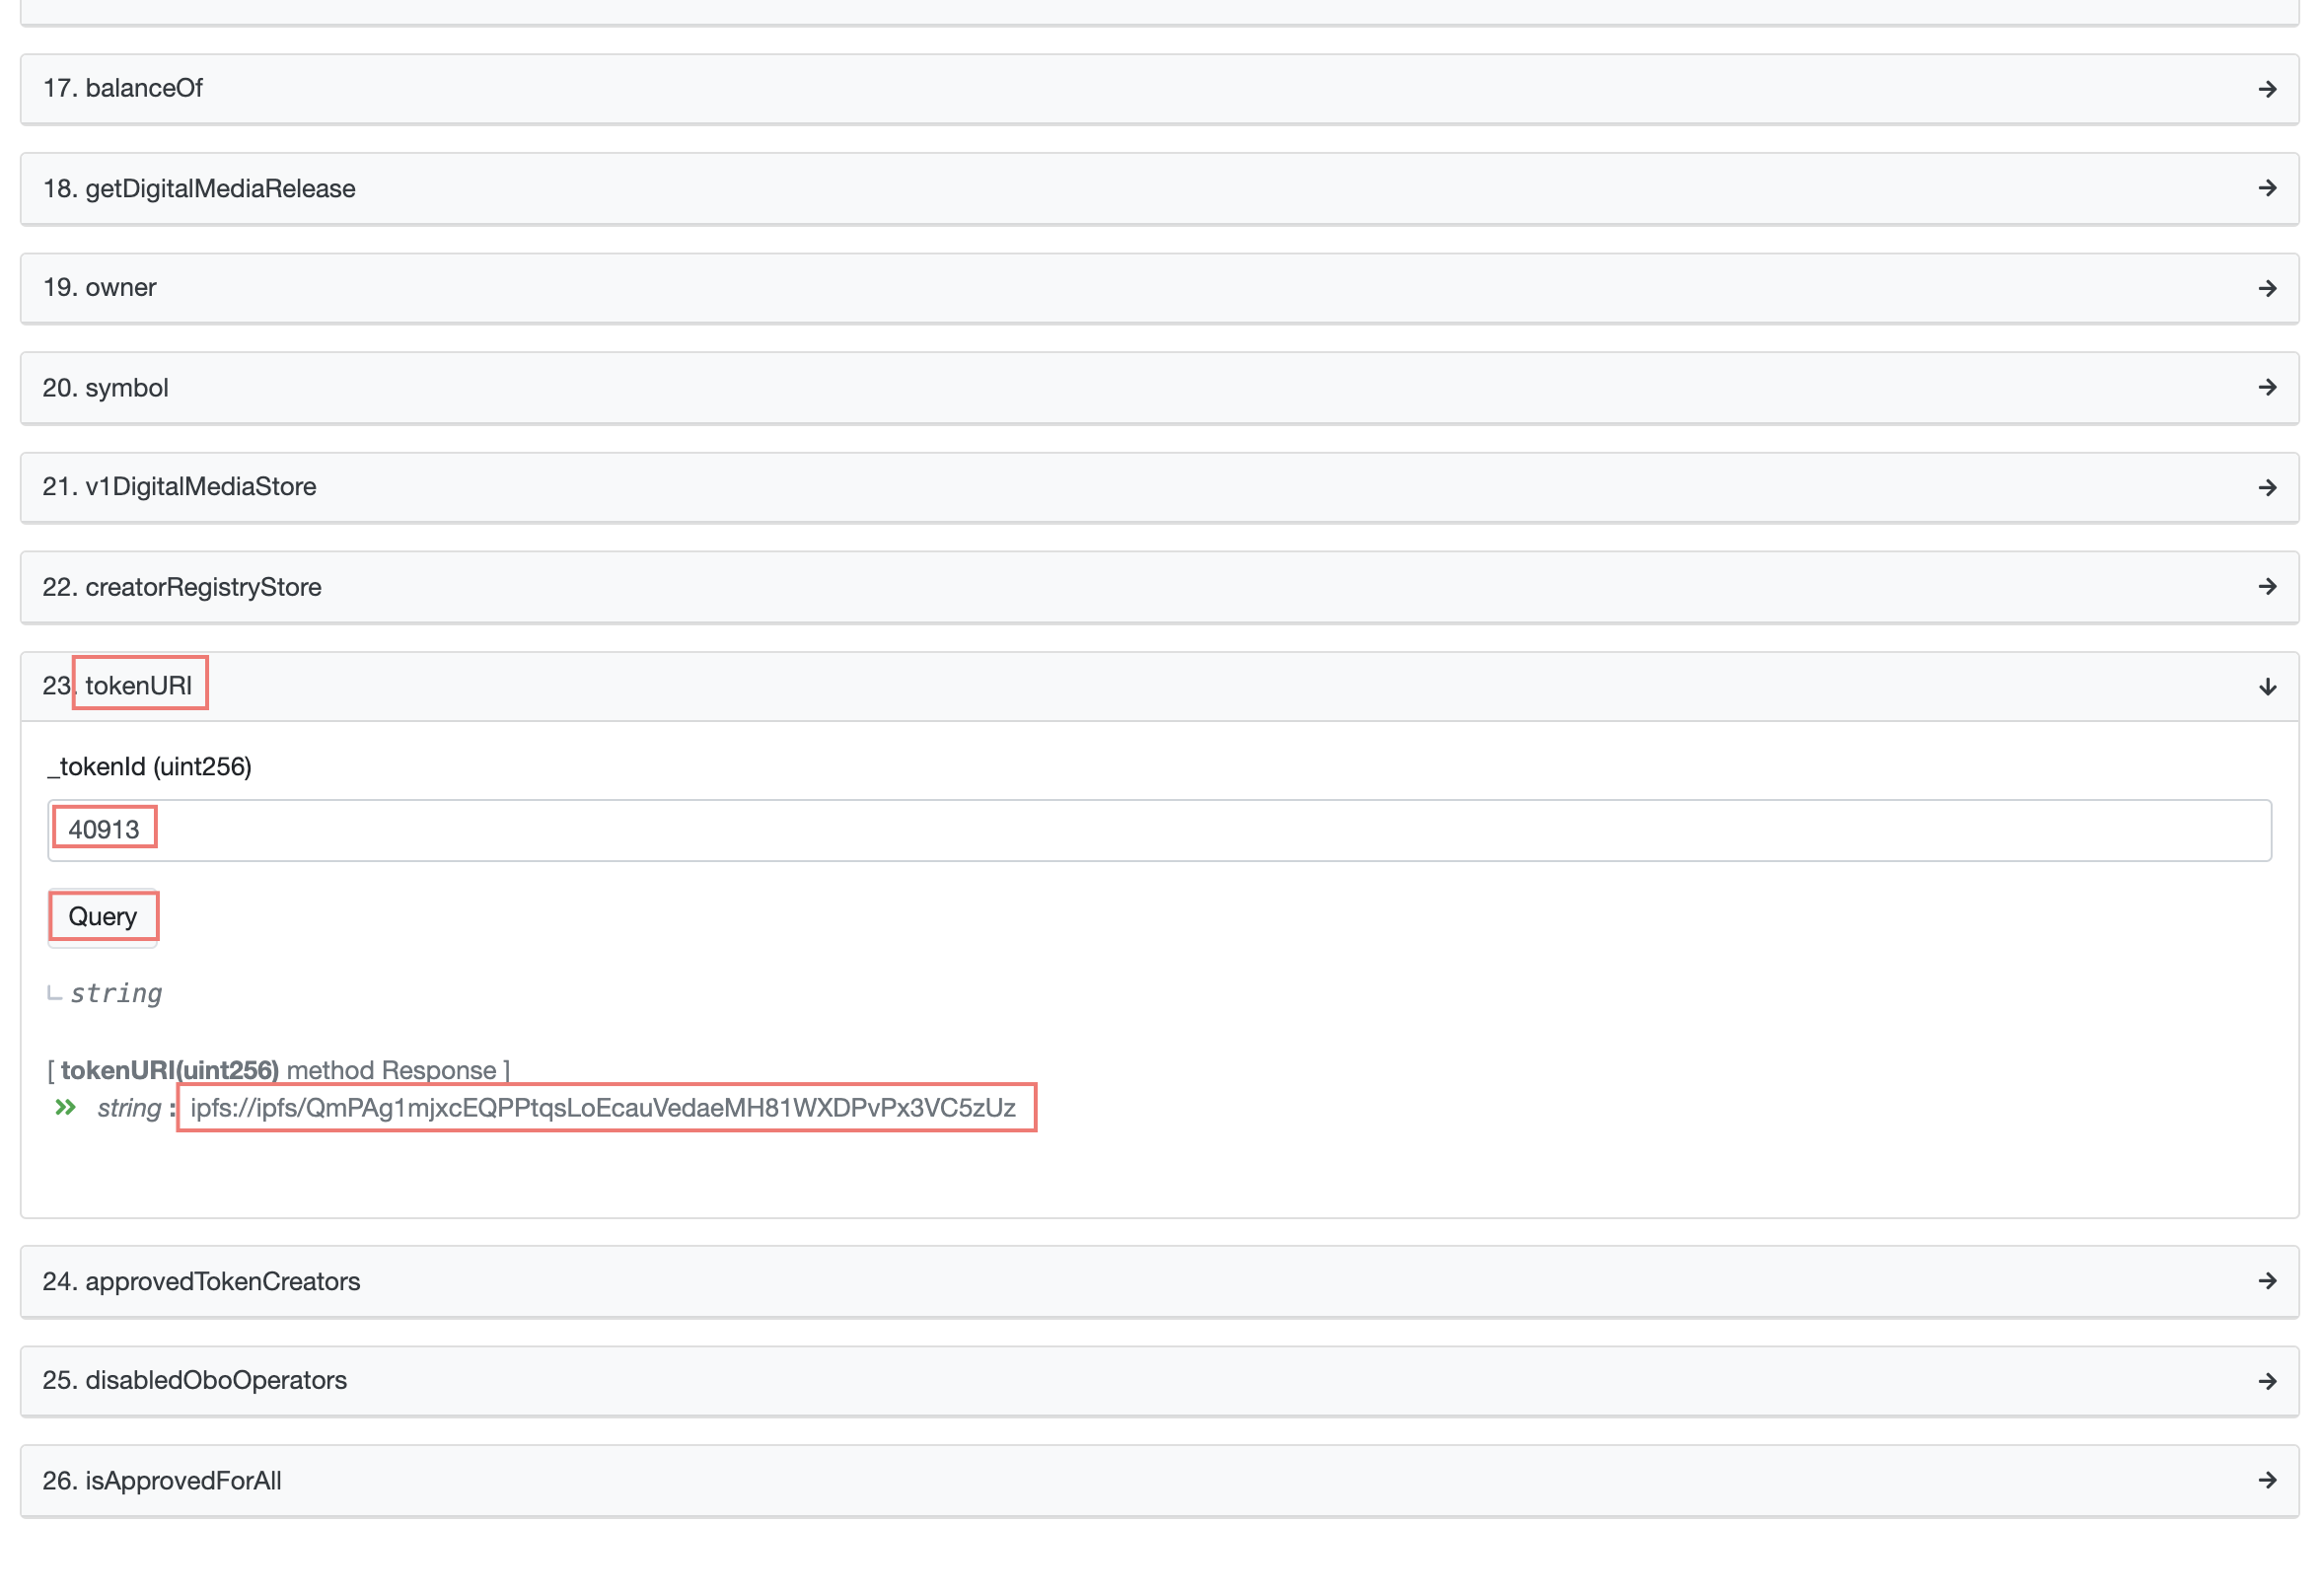 17. balanceOf
18. getDigitalMediaRelease
19. owner
20. symbol
21. v1DigitalMediaStore
22. creatorRegistryStore
23. tokenURI
_tokenId (uint256)
40913
Query
string
[ tokenURI(uint256) method Response ]
string : ipfs://ipfs/QmPAg1mjxcEQPPtqsLoEcauVedaeMH81WXDPvPx3VC5zUz
24. approvedTokenCreators
25. disabledOboOperators
26. isApprovedForAll